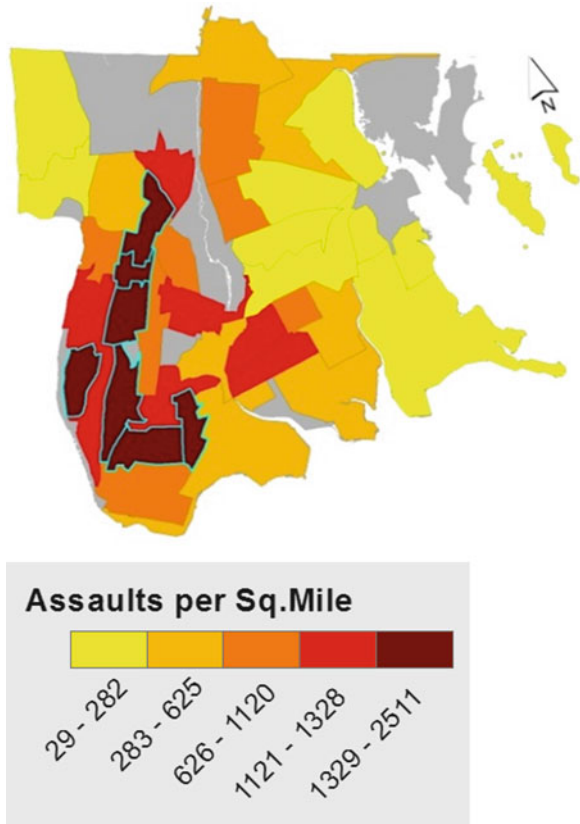 N
Assaults per Sq.Mile
29 - 282
283 - 625
626 - 1120
1121 - 1328
1329 - 2511